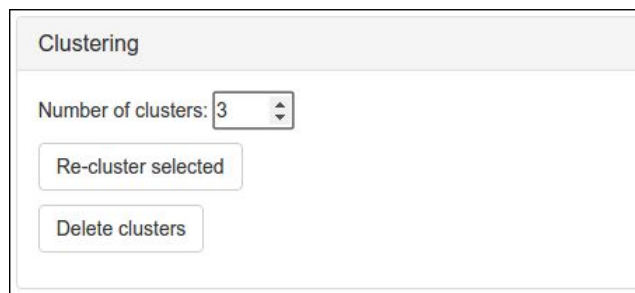 Clustering
Number of clusters: 3
Re-cluster selected
Delete clusters